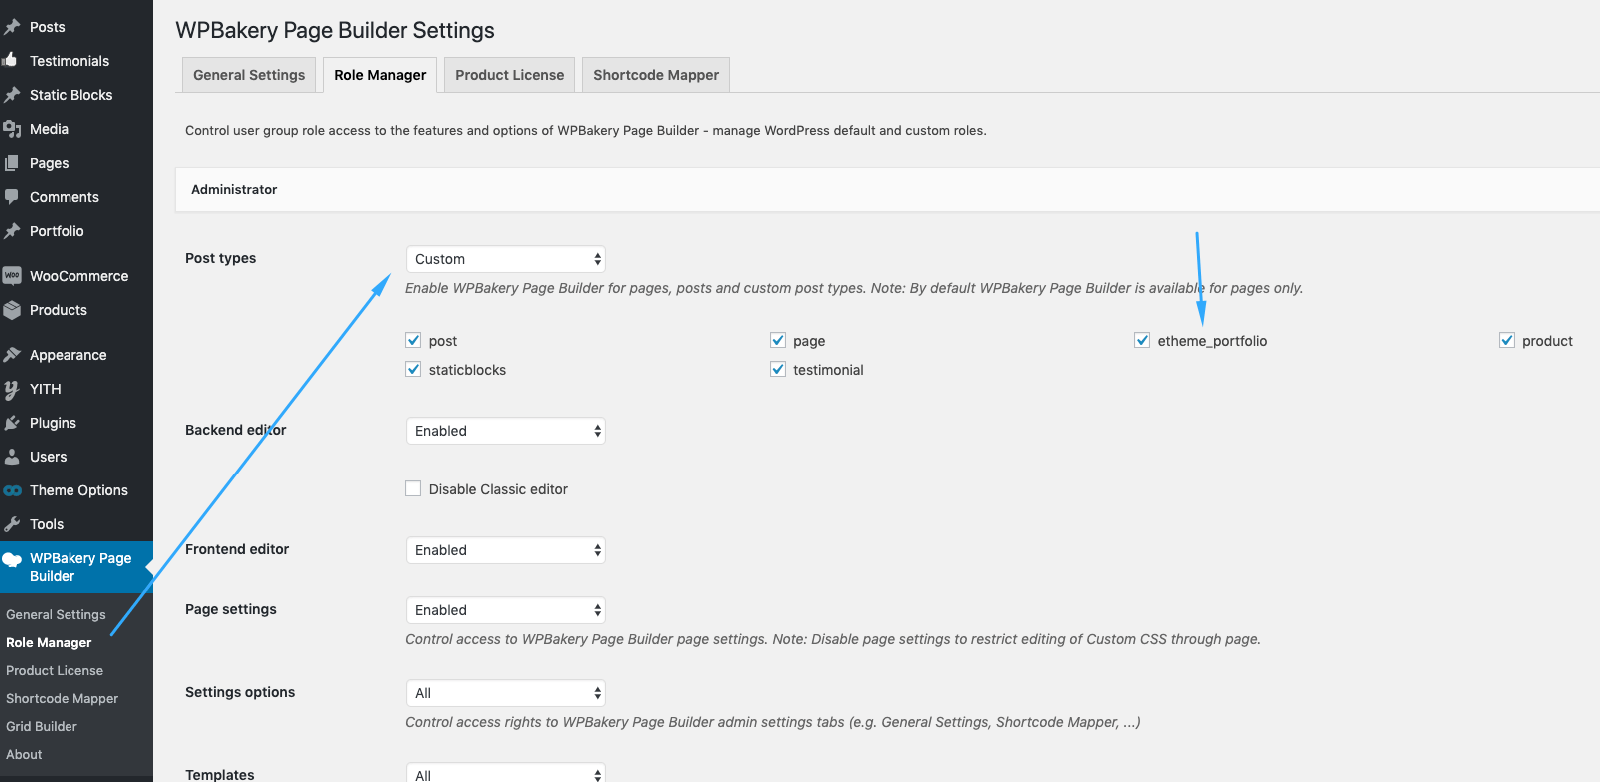 Posts
Testimonials
Static Blocks
Media
Pages
Comments
Portfolio
WOO
WooCommerce
Products
Appearance
YITH
Plugins
Users
Theme Options
Tools
WPBakery Page
Builder
General Settings
Role Manager
Product License
Shortcode Mapper
Grid Builder
About
WPBakery Page Builder Settings
General Settings Role Manager Product License Shortcode Mapper
Control user group role access to the features and options of WPBakery Page Builder - manage WordPress default and custom roles.
Administrator
Post types Custom
Enable WPBakery Page Builder for pages, posts and custom post types. Note: By default WPBakery Page Builder is available for pages only.
post page etheme_portfolio product
staticblocks testimonial
Backend editor Enabled
Disable Classic editor
Frontend editor Enabled
Page settings Enabled
Control access to WPBakery Page Builder page settings. Note: Disable page settings to restrict editing of Custom CSS through page.
Settings options All
Control access rights to WPBakery Page Builder admin settings tabs (e.g. General Settings, Shortcode Mapper, ...)
Templates All